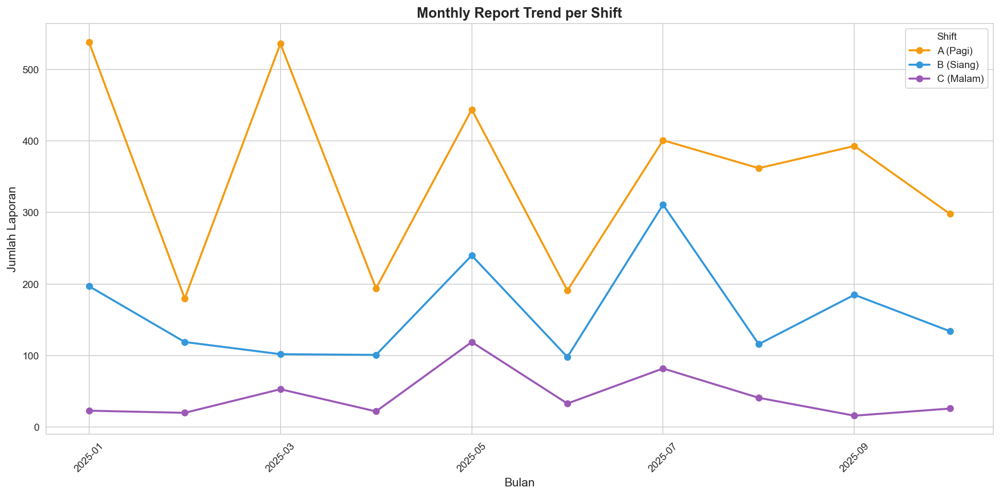 Monthly Report Trend per Shift
Shift
A (Pagi)
B (Siang)
C (Malam)
Jumlah Laporan
500
400
300
200
100
0
2025-01
2025-03
2025-05
2025-07
2025-09
Bulan